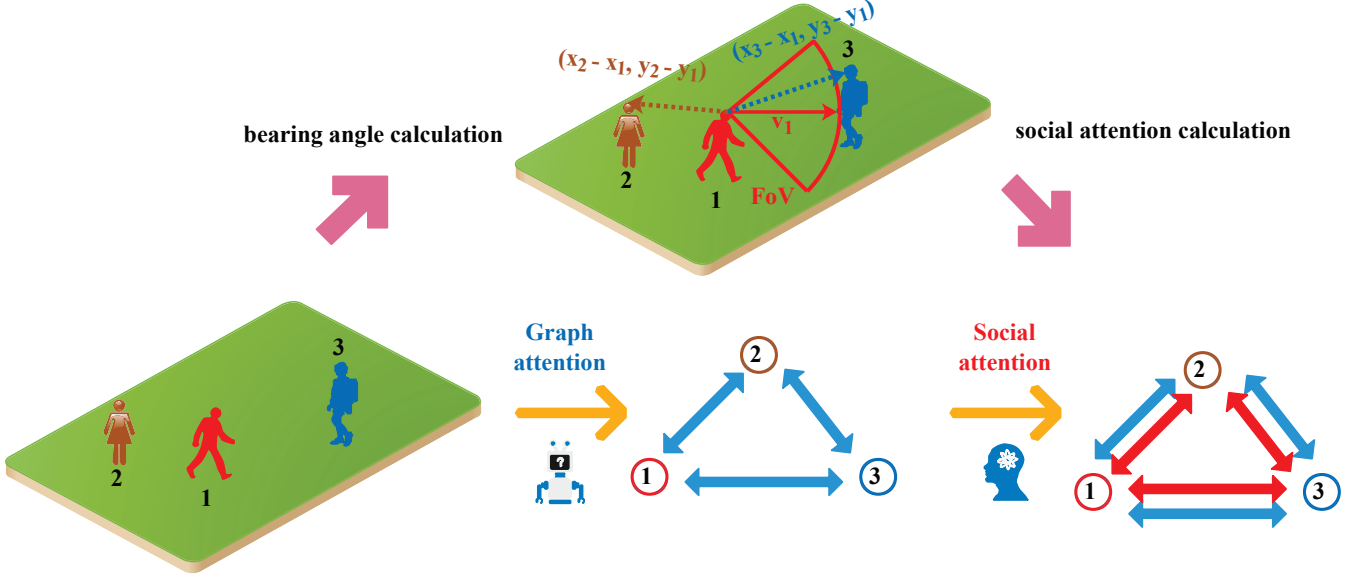 (x2 - x1, y2 - y1)
(x3 - x1, y3 - y1)
3
v1
2
1
FoV
bearing angle calculation
social attention calculation
3
2
1
Graph
attention
?
2
1
3
Social
attention
2
1
3